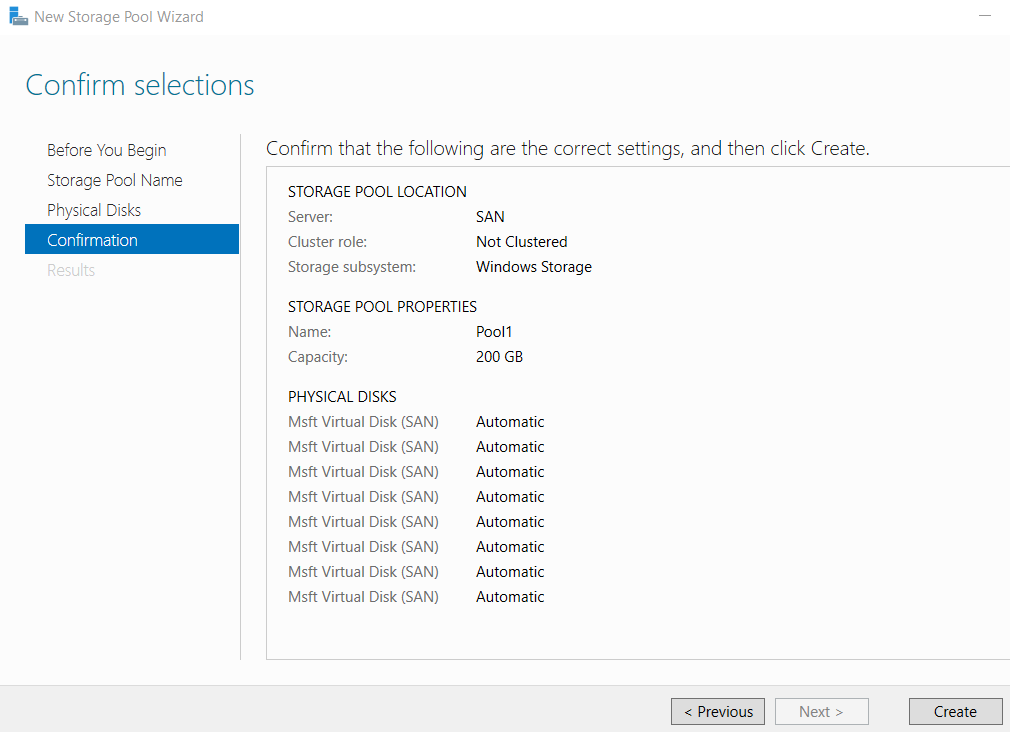 New Storage Pool Wizard
Confirm selections
Before You Begin
Storage Pool Name
Physical Disks
Confirmation
Results
Confirm that the following are the correct settings, and then click Create.
STORAGE POOL LOCATION
Server: SAN
Cluster role: Not Clustered
Storage subsystem: Windows Storage
STORAGE POOL PROPERTIES
Name: Pool1
Capacity: 200 GB
PHYSICAL DISKS
Msft Virtual Disk (SAN) Automatic
Msft Virtual Disk (SAN) Automatic
Msft Virtual Disk (SAN) Automatic
Msft Virtual Disk (SAN) Automatic
Msft Virtual Disk (SAN) Automatic
Msft Virtual Disk (SAN) Automatic
Msft Virtual Disk (SAN) Automatic
Msft Virtual Disk (SAN) Automatic
< Previous Next > Create